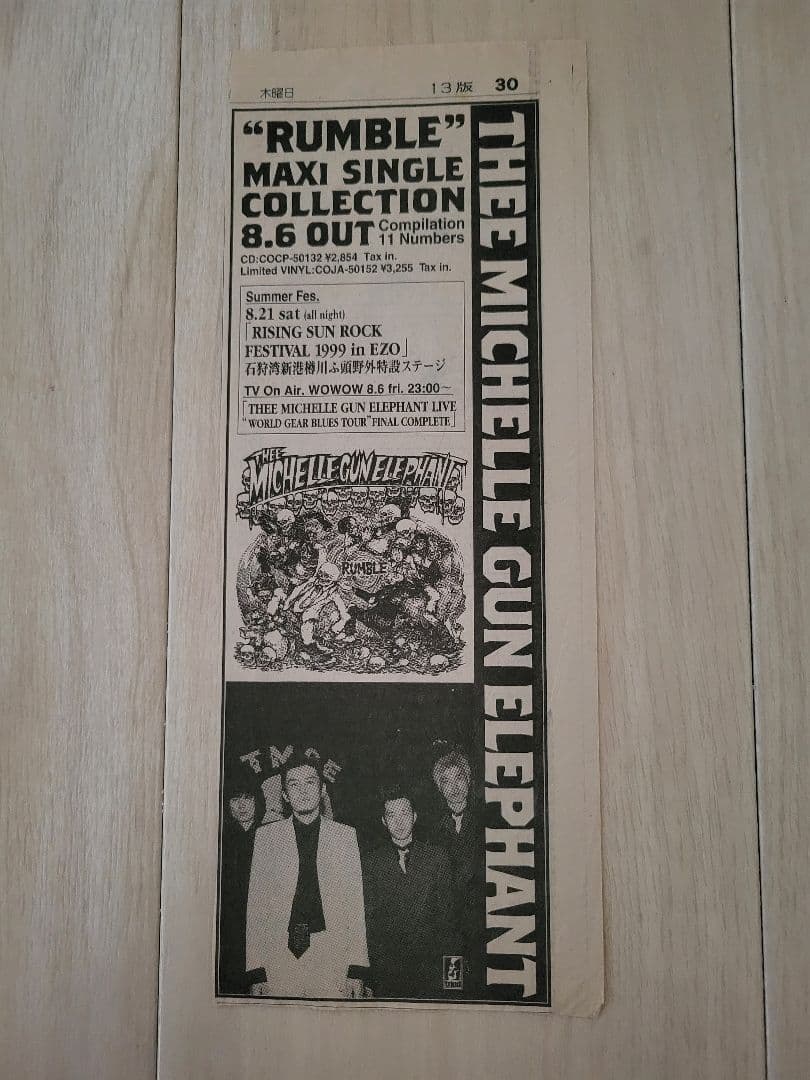 木曜日
13版 30
“RUMBLE”
MAXI SINGLE
COLLECTION
8.6 OUT Compilation 11 Numbers
CD:COCP-50132 ¥2,854 Tax in.
Limited VINYL:COJA-50152 ¥3,255 Tax in.
Summer Fes.
8.21 sat (all night)
「RISING SUN ROCK
FESTIVAL 1999 in EZO」
石狩湾新港樽川ふ頭野外特設ステージ
TV On Air. WOWOW 8.6 fri. 23:00~
「THEE MICHELLE GUN ELEPHANT LIVE
“WORLD GEAR BLUES TOUR” FINAL COMPLETE」
THEE
MICHELLE GUN ELEPHANT
RUMBLE
TMGE
THEE MICHELLE GUN ELEPHANT